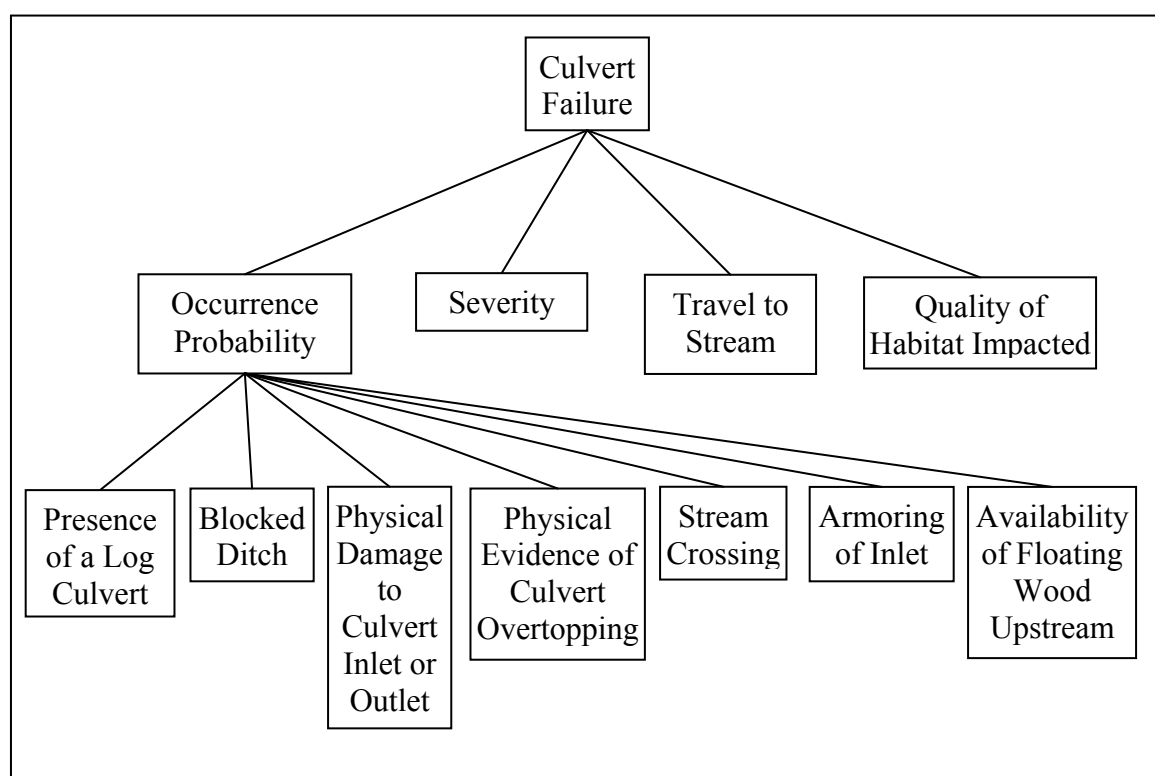 Culvert
Failure
Occurrence
Probability
Severity
Travel to
Stream
Quality of
Habitat Impacted
Presence
of a Log
Culvert
Blocked
Ditch
Physical
Damage
to
Culvert
Inlet or
Outlet
Physical
Evidence of
Culvert
Overtopping
Stream
Crossing
Armoring
of Inlet
Availability
of Floating
Wood
Upstream